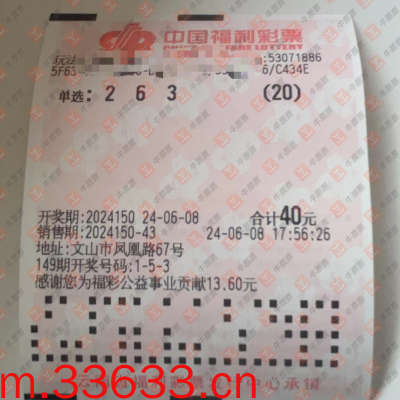 中国福利彩票
:53071886
6/C434E
单选: 2 6 3 (20)
开奖期:2024150 24-06-08 合计40元
销售期:2024150-43 24-06-08 17:56:26
地址:文山市凤凰路67号
149期开奖号码:1-5-3
感谢您为福彩公益事业贡献13.60元
m.33633.cn